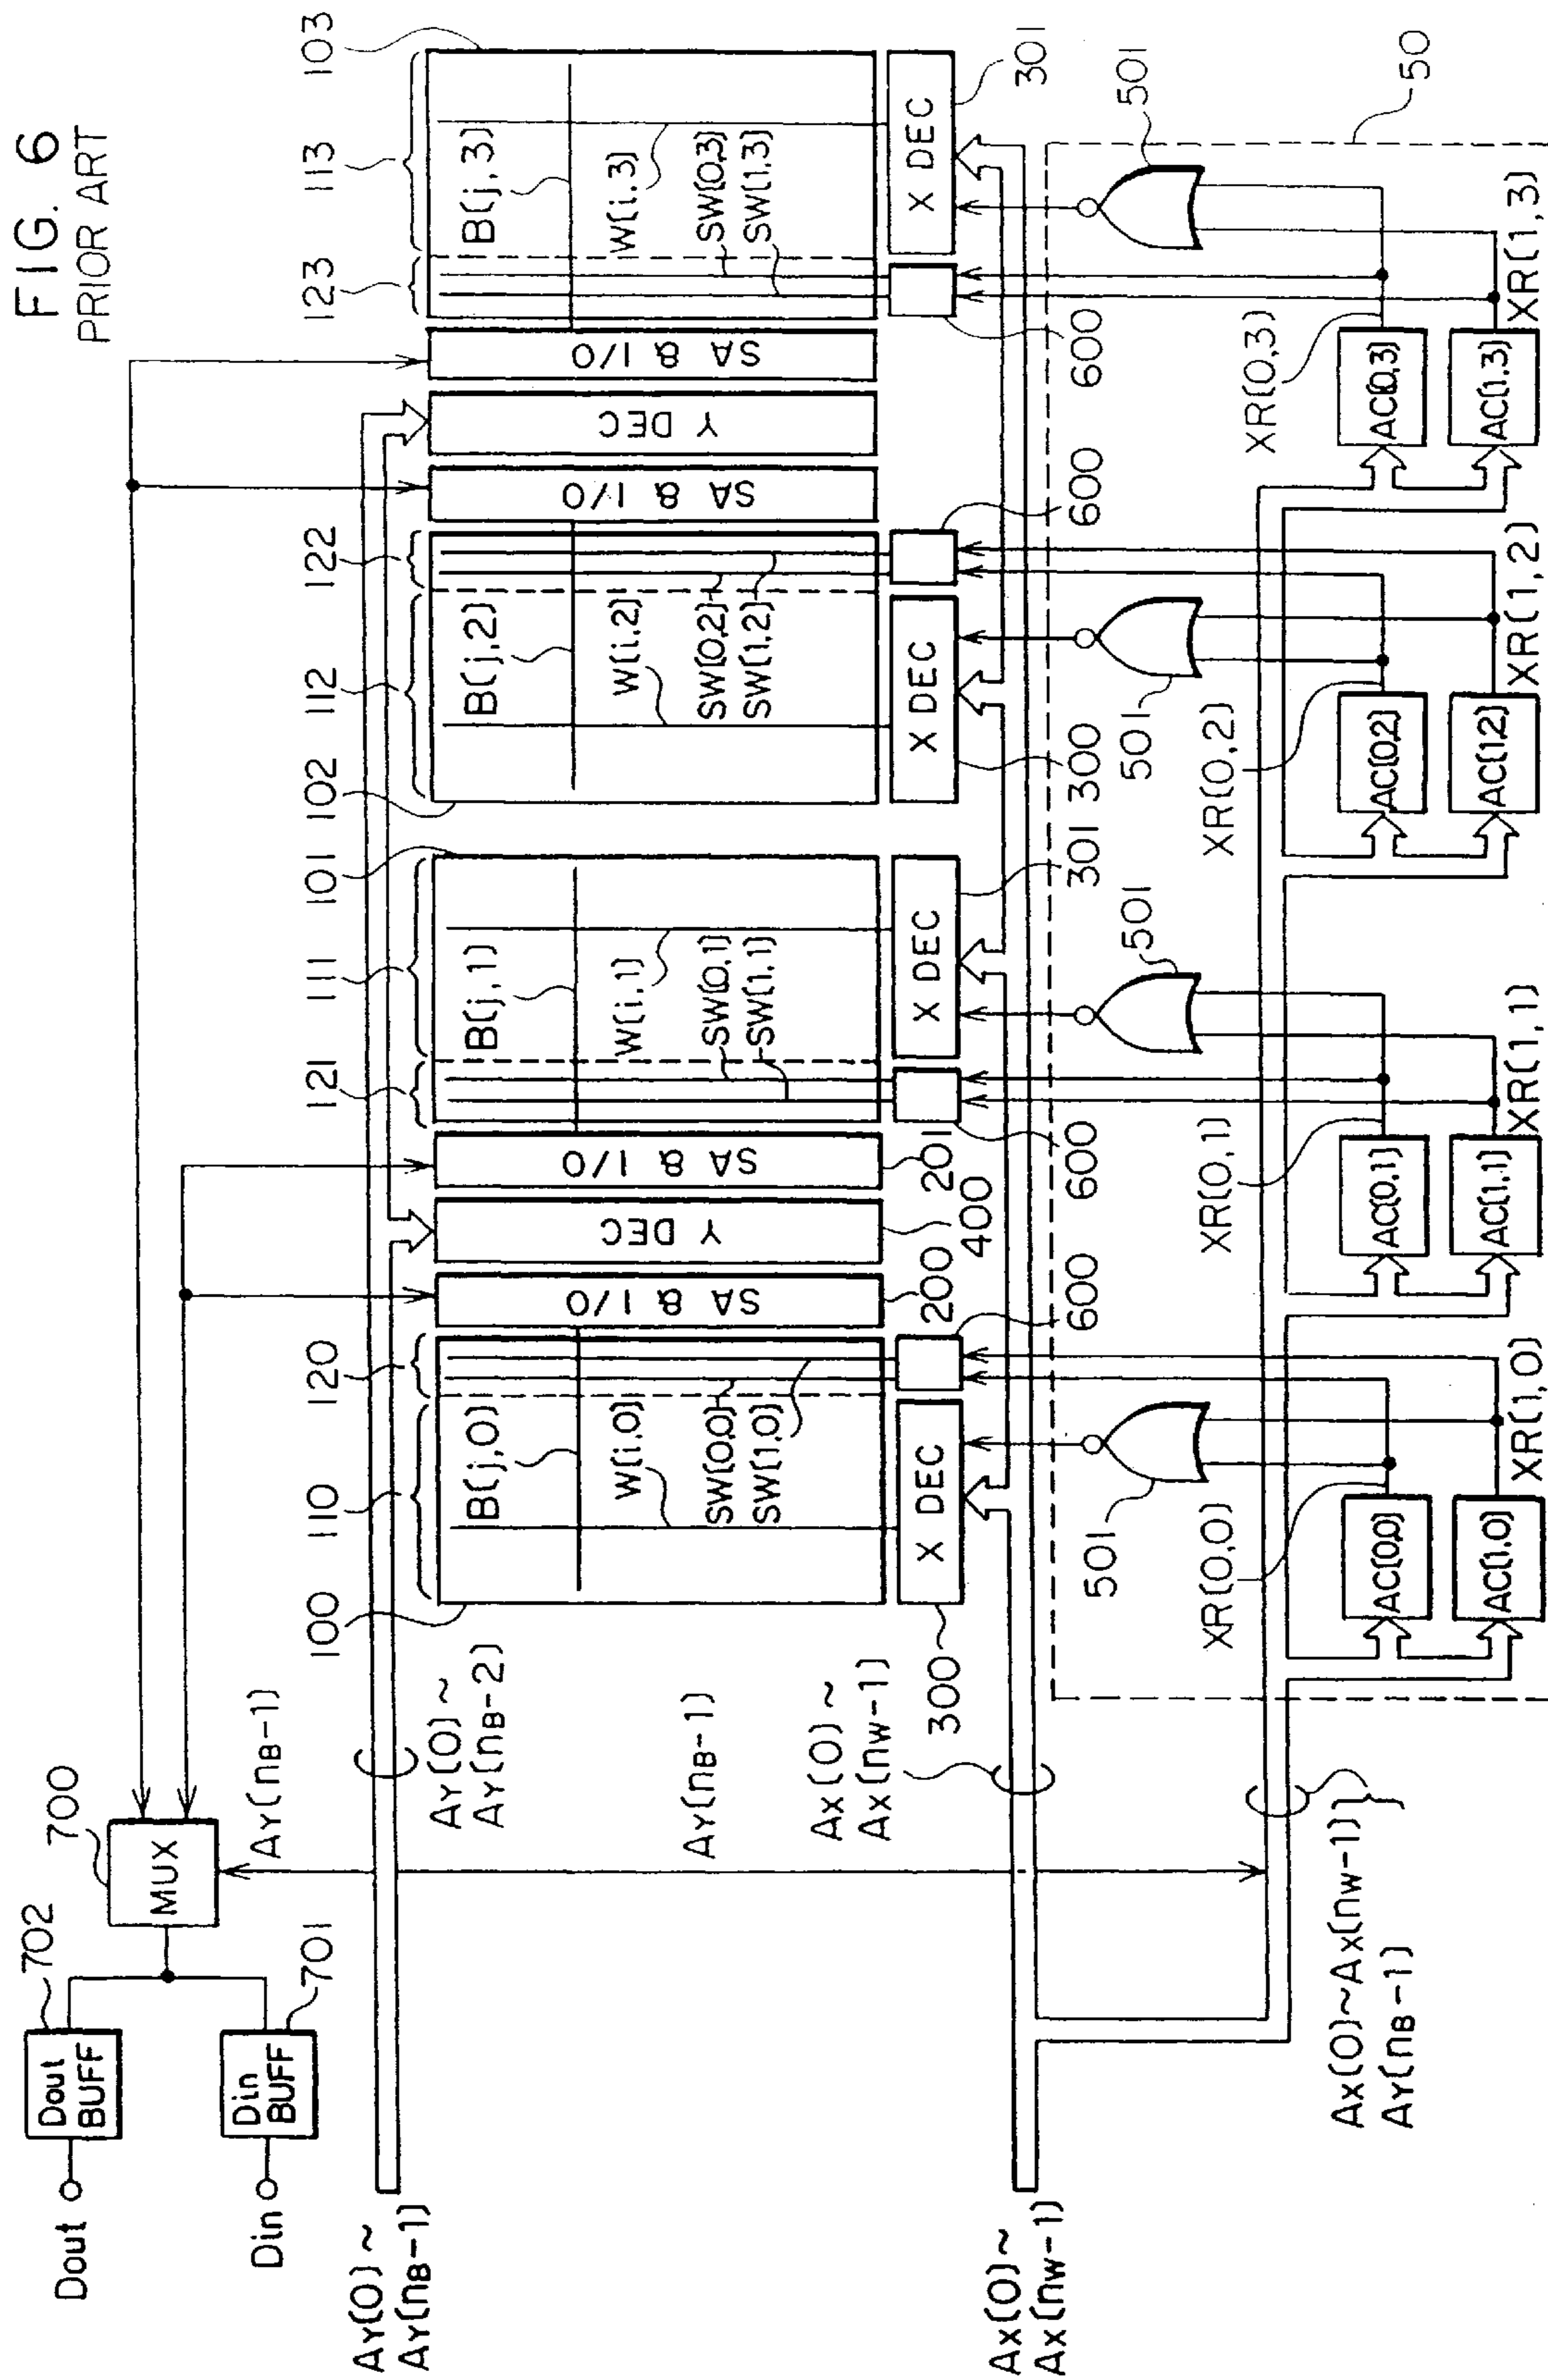 FIG. 6
PRIOR ART
Dout
Dout
BUFF
702
Din
Din
BUFF
701
MUX
700
AY(nB-1)
AY(0)~
AY(nB-1)
AY(0)~
AY(nB-2)
AY(nB-1)
AX(0)~
AX(nW-1)
AX(0)~
AX(nW-1)
AX(0)~AX(nW-1)
AY(nB-1)
100
110
120
B(j,0)
W(i,0)
SW(0,0)
SW(1,0)
SA & I/O
200
Y DEC
400
SA & I/O
201
121
111
101
B(j,1)
W(i,1)
SW(0,1)
SW(1,1)
102
112
122
B(j,2)
W(i,2)
SW(0,2)
SW(1,2)
SA & I/O
Y DEC
SA & I/O
123
113
103
B(j,3)
W(i,3)
SW(0,3)
SW(1,3)
X DEC
300
600
600
X DEC
301
X DEC
300
600
600
X DEC
301
50
501
501
501
501
XR(0,0)
AC(0,0)
AC(1,0)
XR(1,0)
XR(0,1)
AC(0,1)
AC(1,1)
XR(1,1)
XR(0,2)
AC(0,2)
AC(1,2)
XR(1,2)
XR(0,3)
AC(0,3)
AC(1,3)
XR(1,3)